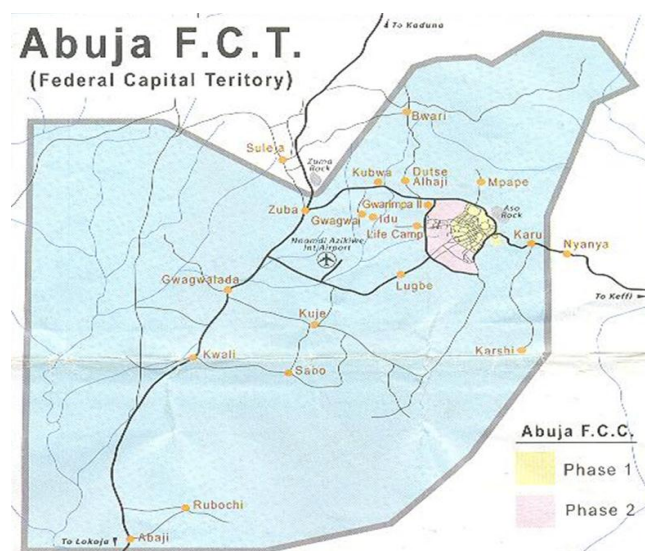 Abuja F.C.T.
(Federal Capital Teritory)
To Kaduna
Bwari
Suleja
Zuma
Rock
Kubwa
Dutse
Alhaji
Mpape
Zuba
Gwarimpa II
Gwagwa
Idu
Aso
Rock
Life Camp
Karu
Nnamdi Azikiwe
Int. Airport
Nyanya
Gwagwalada
Lugbe
To Keffi
Kuje
Kwali
Karshi
Sabo
Abuja F.C.C.
Phase 1
Phase 2
Rubochi
To Lokoja
Abaji